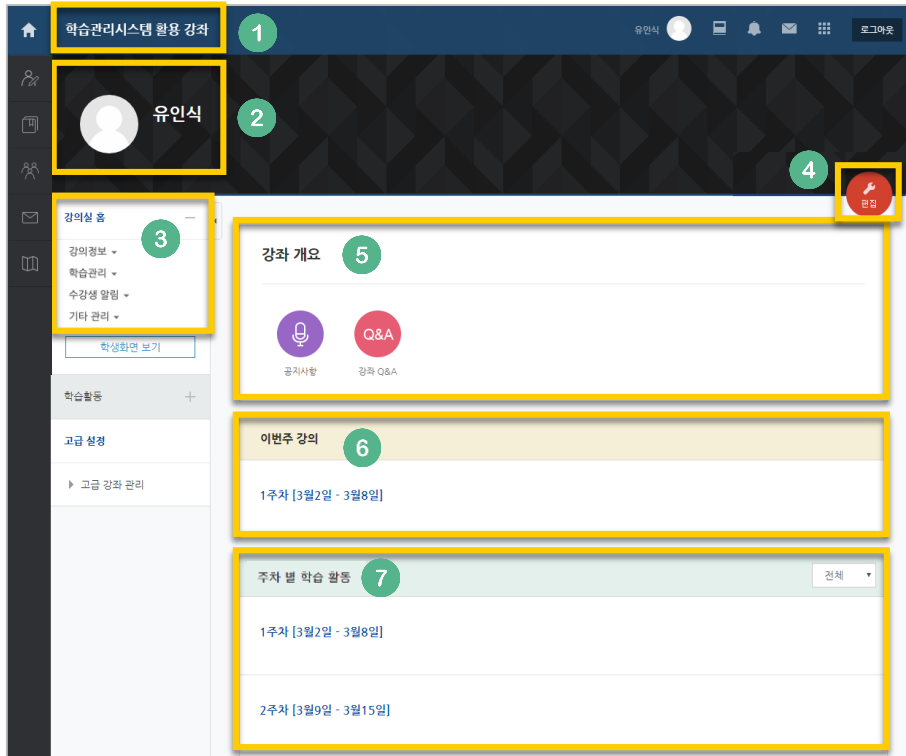 학습관리시스템 활용 강좌
1
유인식
로그아웃
유인식
2
4
편집
강의실 홈
3
강의정보
학습관리
수강생 알림
기타 관리
학생화면 보기
학습활동
고급 설정
고급 강좌 관리
강좌 개요
5
Q&A
공지사항
강좌 Q&A
이번주 강의
6
1주차 [3월2일 - 3월8일]
주차 별 학습 활동
7
전체
1주차 [3월2일 - 3월8일]
2주차 [3월9일 - 3월15일]